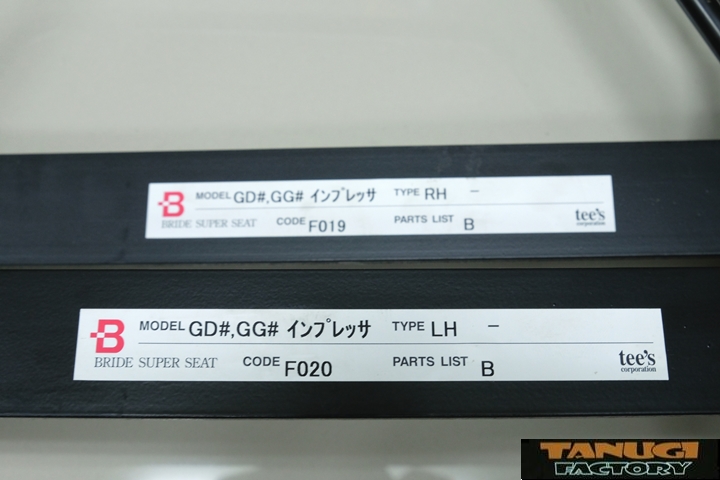 B MODEL GD#,GG# インプレッサ TYPE RH -
BRIDE SUPER SEAT CODE F019 PARTS LIST B tee's
corporation
B MODEL GD#,GG# インプレッサ TYPE LH -
BRIDE SUPER SEAT CODE F020 PARTS LIST B tee's
corporation
TANUGI
FACTORY